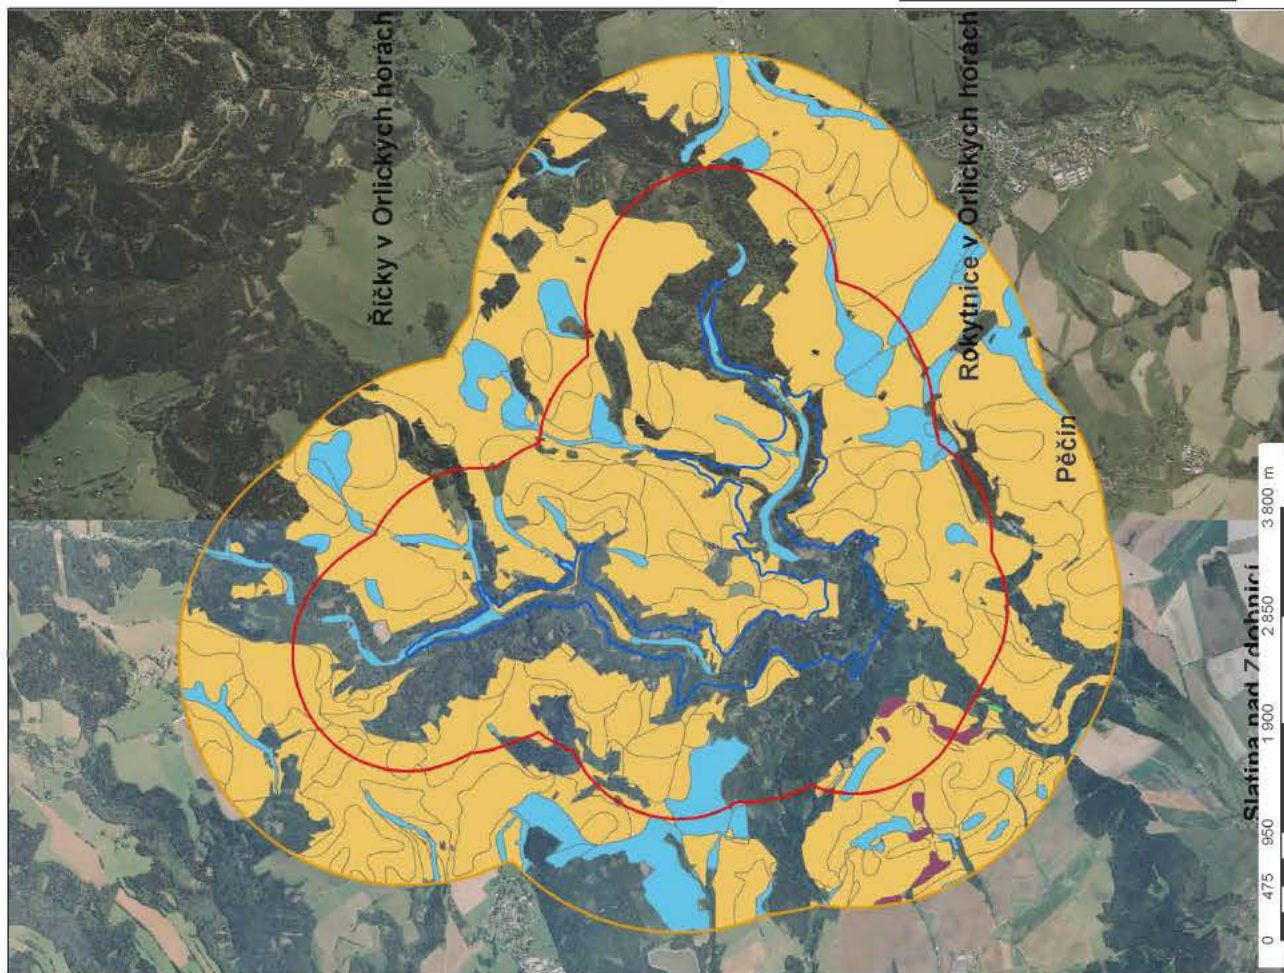 Říčky v Orlických horách
Rokytnice v Orlických horách
Pěčín
Slatina nad Zdobnicí
0 475 950 1 900 2 850 3 800 m